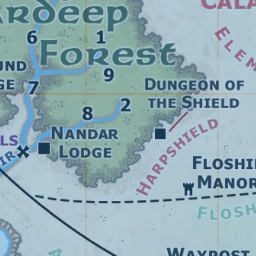 CALA
ARDEEP
FOREST
ELEM
6
1
9
7
UND
GE
DUNGEON OF
THE SHIELD
8
2
NANDAR
LODGE
LS
IR
HARPSHIELD
FLOSHI
MANOR
FLOSH
WAYPOST